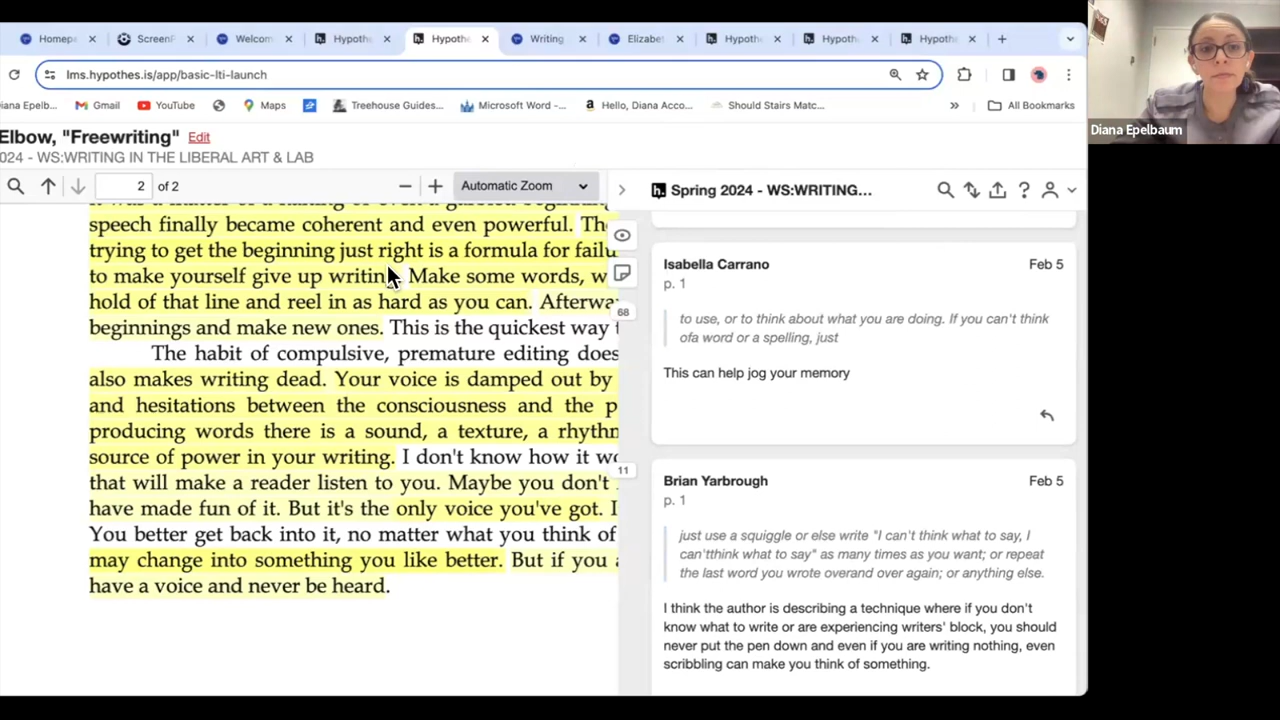 Homepa
ScreenP
Welcom
Hypothe
Hypothe
Writing
Elizabet
Hypothe
Hypothe
Hypothe
lms.hypothes.is/app/basic-lti-launch
iana Epelb...
Gmail
YouTube
Maps
Treehouse Guides...
Microsoft Word -...
Hello, Diana Acco...
Should Stairs Matc...
All Bookmarks
Diana Epelbaum
Elbow, "Freewriting" Edit
024 - WS:WRITING IN THE LIBERAL ART & LAB
2 of 2
Automatic Zoom
speech finally became coherent and even powerful. The
trying to get the beginning just right is a formula for failu
to make yourself give up writing. Make some words, w
hold of that line and reel in as hard as you can. Afterwa
beginnings and make new ones. This is the quickest way t
The habit of compulsive, premature editing does
also makes writing dead. Your voice is damped out by
and hesitations between the consciousness and the p
producing words there is a sound, a texture, a rhythm
source of power in your writing. I don't know how it wo
that will make a reader listen to you. Maybe you don't
have made fun of it. But it's the only voice you've got. I
You better get back into it, no matter what you think of
may change into something you like better. But if you a
have a voice and never be heard.
68
11
Spring 2024 - WS:WRITING...
Isabella Carrano Feb 5
p. 1
to use, or to think about what you are doing. If you can't think
ofa word or a spelling, just
This can help jog your memory
Brian Yarbrough Feb 5
p. 1
just use a squiggle or else write "I can't think what to say, I
can'tthink what to say" as many times as you want; or repeat
the last word you wrote overand over again; or anything else.
I think the author is describing a technique where if you don't
know what to write or are experiencing writers' block, you should
never put the pen down and even if you are writing nothing, even
scribbling can make you think of something.